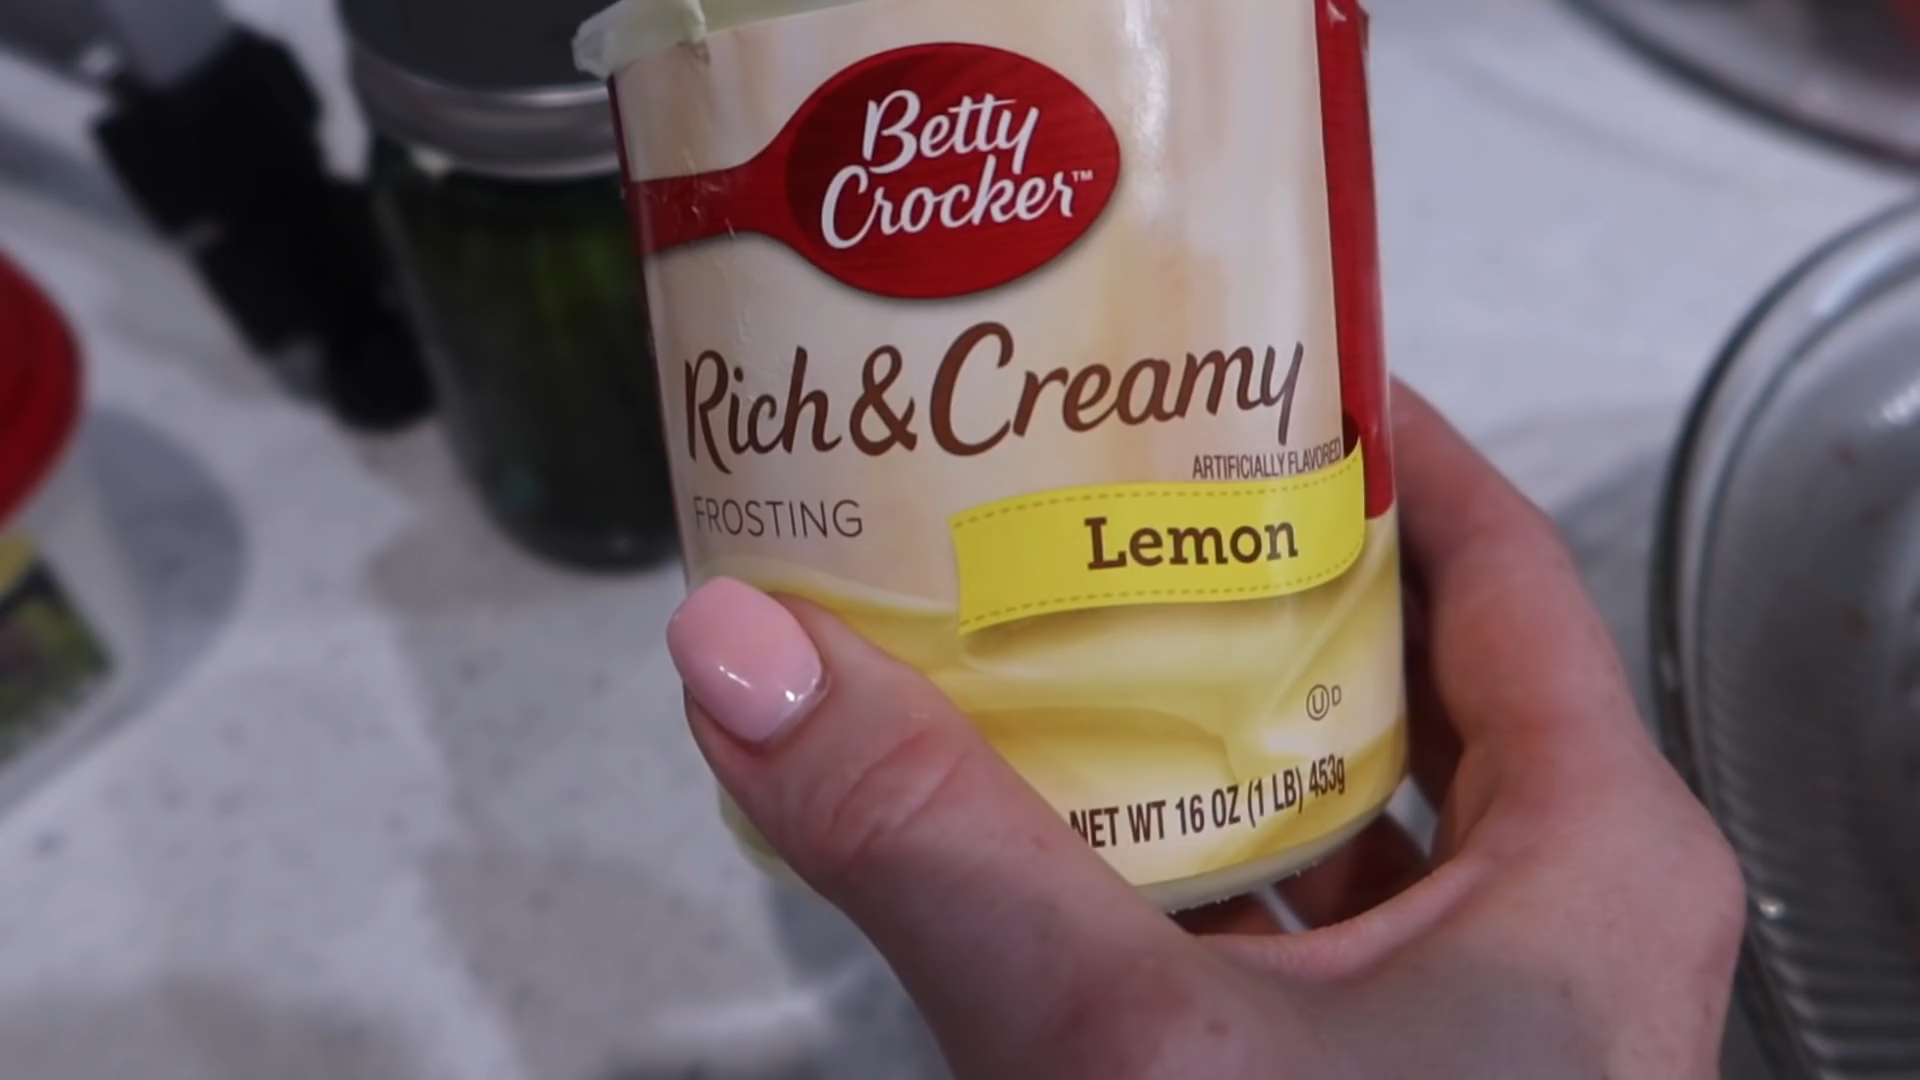 Betty
Crocker™
Rich & Creamy
ARTIFICIALLY FLAVORED
FROSTING
Lemon
U D
NET WT 16 OZ (1 LB) 453g